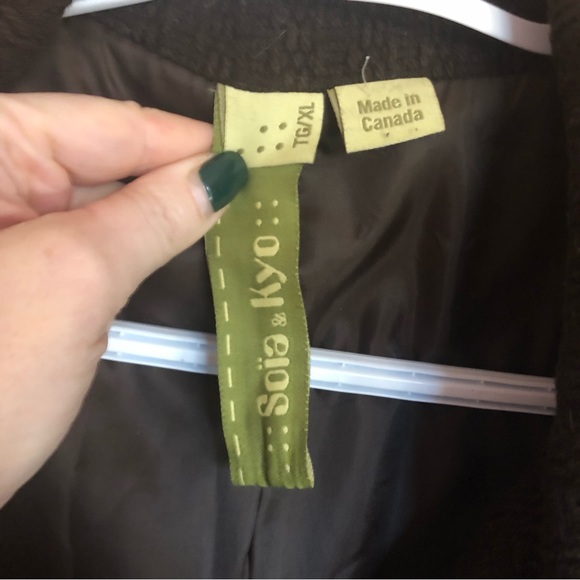 TG/XL
Made in
Canada
Soïa & Kyo